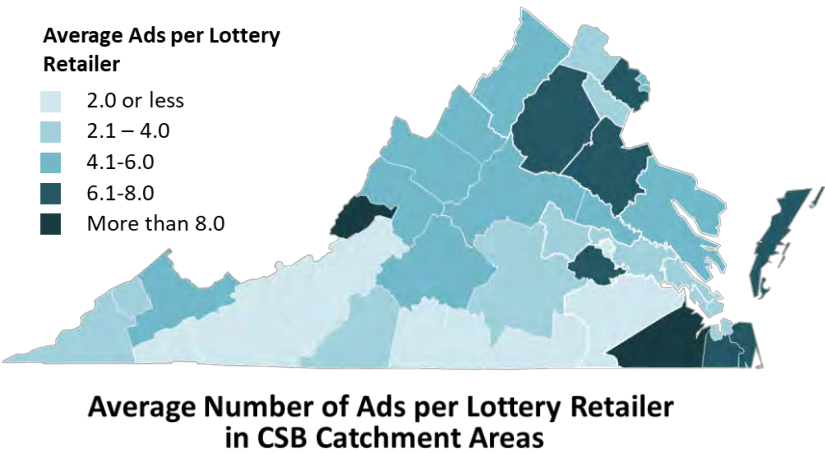 Average Ads per Lottery
Retailer
2.0 or less
2.1 – 4.0
4.1-6.0
6.1-8.0
More than 8.0
Average Number of Ads per Lottery Retailer
in CSB Catchment Areas